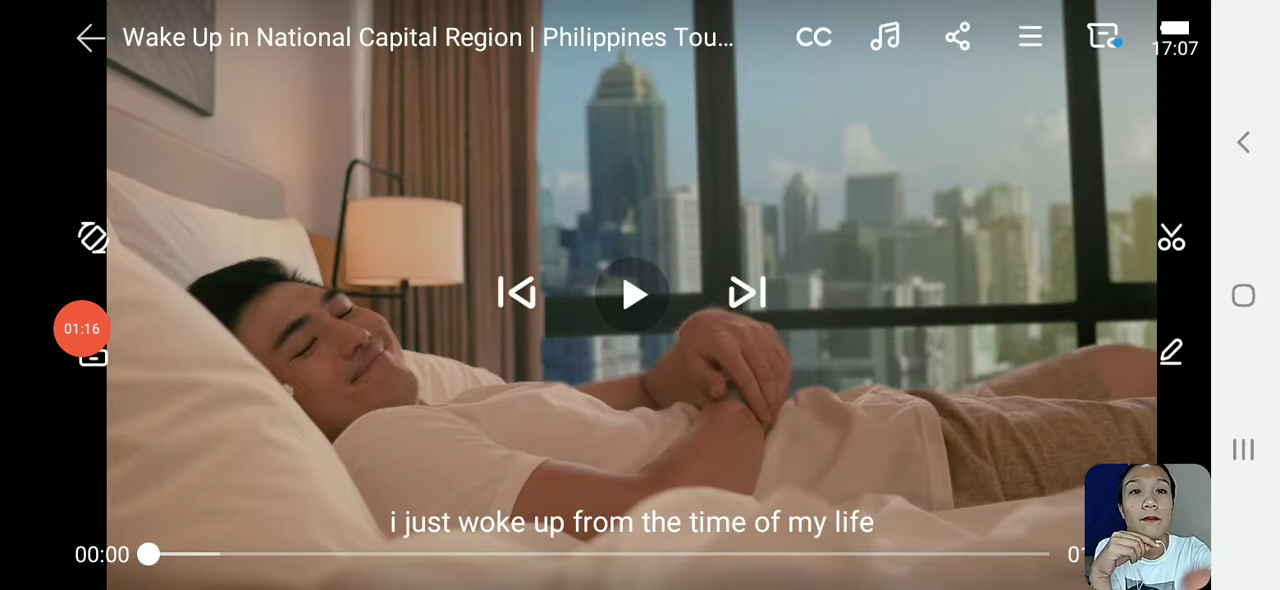 Wake Up in National Capital Region | Philippines Tou...
CC
17:07
01:16
i just woke up from the time of my life
00:00